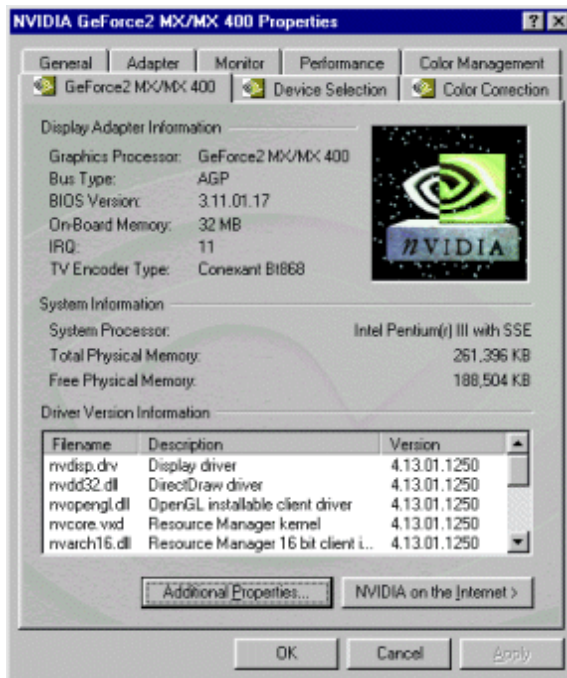 NVIDIA GeForce2 MX/MX 400 Properties
General Adapter Monitor Performance Color Management
GeForce2 MX/MX 400 Device Selection Color Correction
Display Adapter Information
Graphics Processor: GeForce2 MX/MX 400
Bus Type: AGP
BIOS Version: 3.11.01.17
On-Board Memory: 32 MB
IRQ: 11
TV Encoder Type: Conexant Bt868
nVIDIA
System Information
System Processor: Intel Pentium(r) III with SSE
Total Physical Memory: 261,396 KB
Free Physical Memory: 188,504 KB
Driver Version Information
Filename Description Version
nvdisp.drv Display driver 4.13.01.1250
nvdd32.dll DirectDraw driver 4.13.01.1250
nvopengl.dll OpenGL installable client driver 4.13.01.1250
nvcore.vxd Resource Manager kernel 4.13.01.1250
nvarch16.dll Resource Manager 16 bit client i... 4.13.01.1250
Additional Properties... NVIDIA on the Internet >
OK Cancel Apply